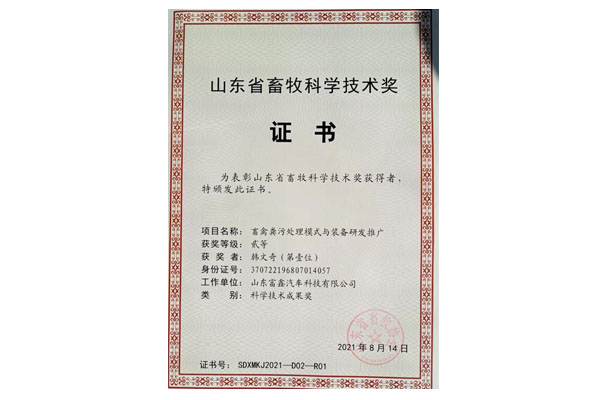 山东省畜牧科学技术奖
证书
为表彰山东省畜牧科学技术奖获得者，
特颁发此证书。
项目名称：畜禽粪污处理模式与装备研发推广
获奖等级：贰等
获 奖 者：韩文奇（第壹位）
身份证号：370722196807014057
工作单位：山东富鑫汽车科技有限公司
类 别：科学技术成果奖
2021年8月14日
证书号：SDXMKJ2021—D02—R01